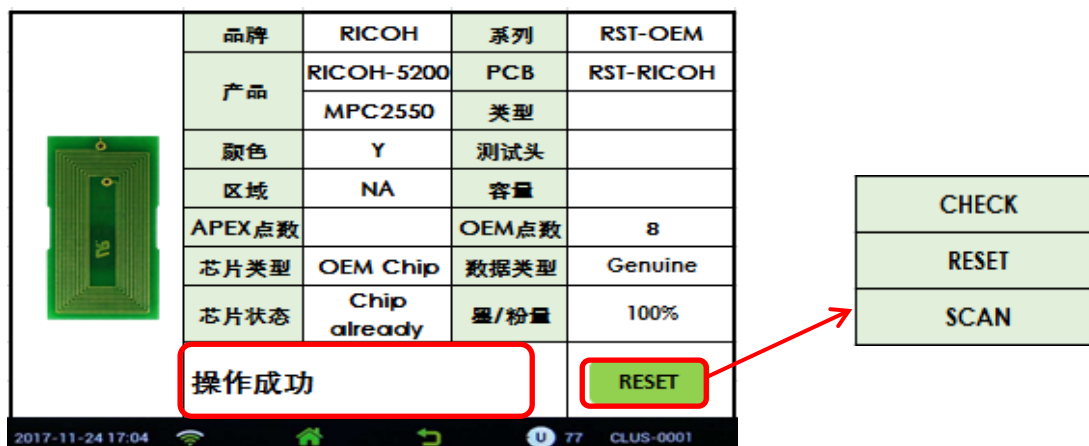 品牌 RICOH 系列 RST-OEM
产品 RICOH-5200 PCB RST-RICOH
MPC2550 类型
颜色 Y 测试头
区域 NA 容量
APEX点数 OEM点数 8
芯片类型 OEM Chip 数据类型 Genuine
芯片状态 Chip already 墨/粉量 100%
操作成功 RESET
2017-11-24 17:04 U 77 CLUS-0001
CHECK
RESET
SCAN